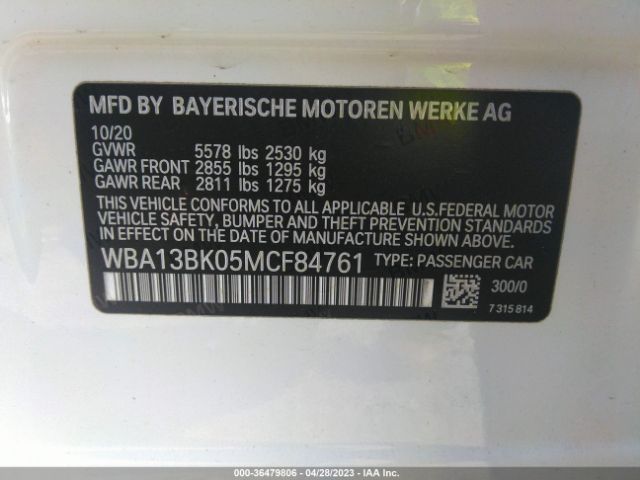 MFD BY BAYERISCHE MOTOREN WERKE AG
10/20
GVWR 5578 lbs 2530 kg
GAWR FRONT 2855 lbs 1295 kg
GAWR REAR 2811 lbs 1275 kg
THIS VEHICLE CONFORMS TO ALL APPLICABLE U.S.FEDERAL MOTOR
VEHICLE SAFETY, BUMPER AND THEFT PREVENTION STANDARDS
IN EFFECT ON THE DATE OF MANUFACTURE SHOWN ABOVE.
WBA13BK05MCF84761 TYPE: PASSENGER CAR
300/0
7 315 814
000-36479806 - 04/28/2023 - IAA Inc.